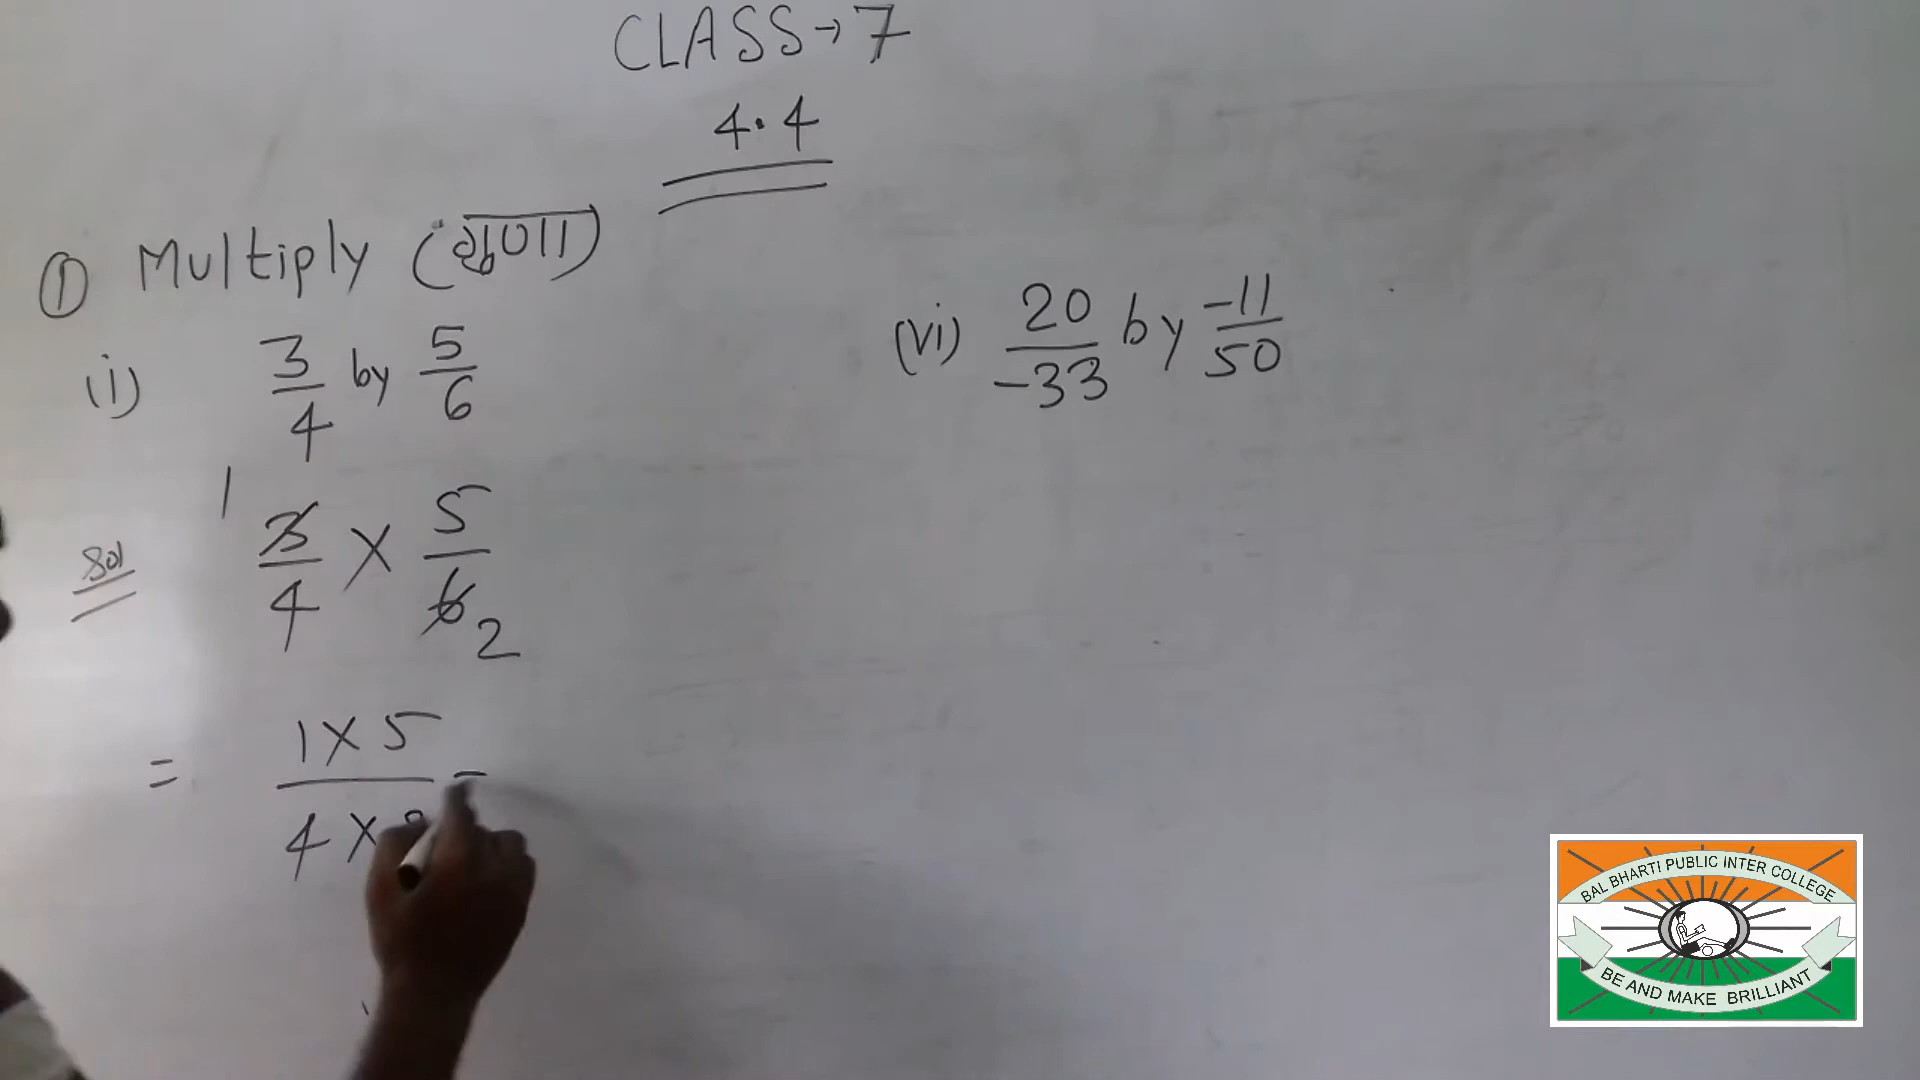 CLASS → 7
4.4
① Multiply (गुणा)
(i) 3/4 by 5/6
Sol 3/4 × 5/6
1
2
= 1×5/4× =
(vi) 20/-33 by -11/50
BAL BHARTI PUBLIC INTER COLLEGE
BE AND MAKE BRILLIANT